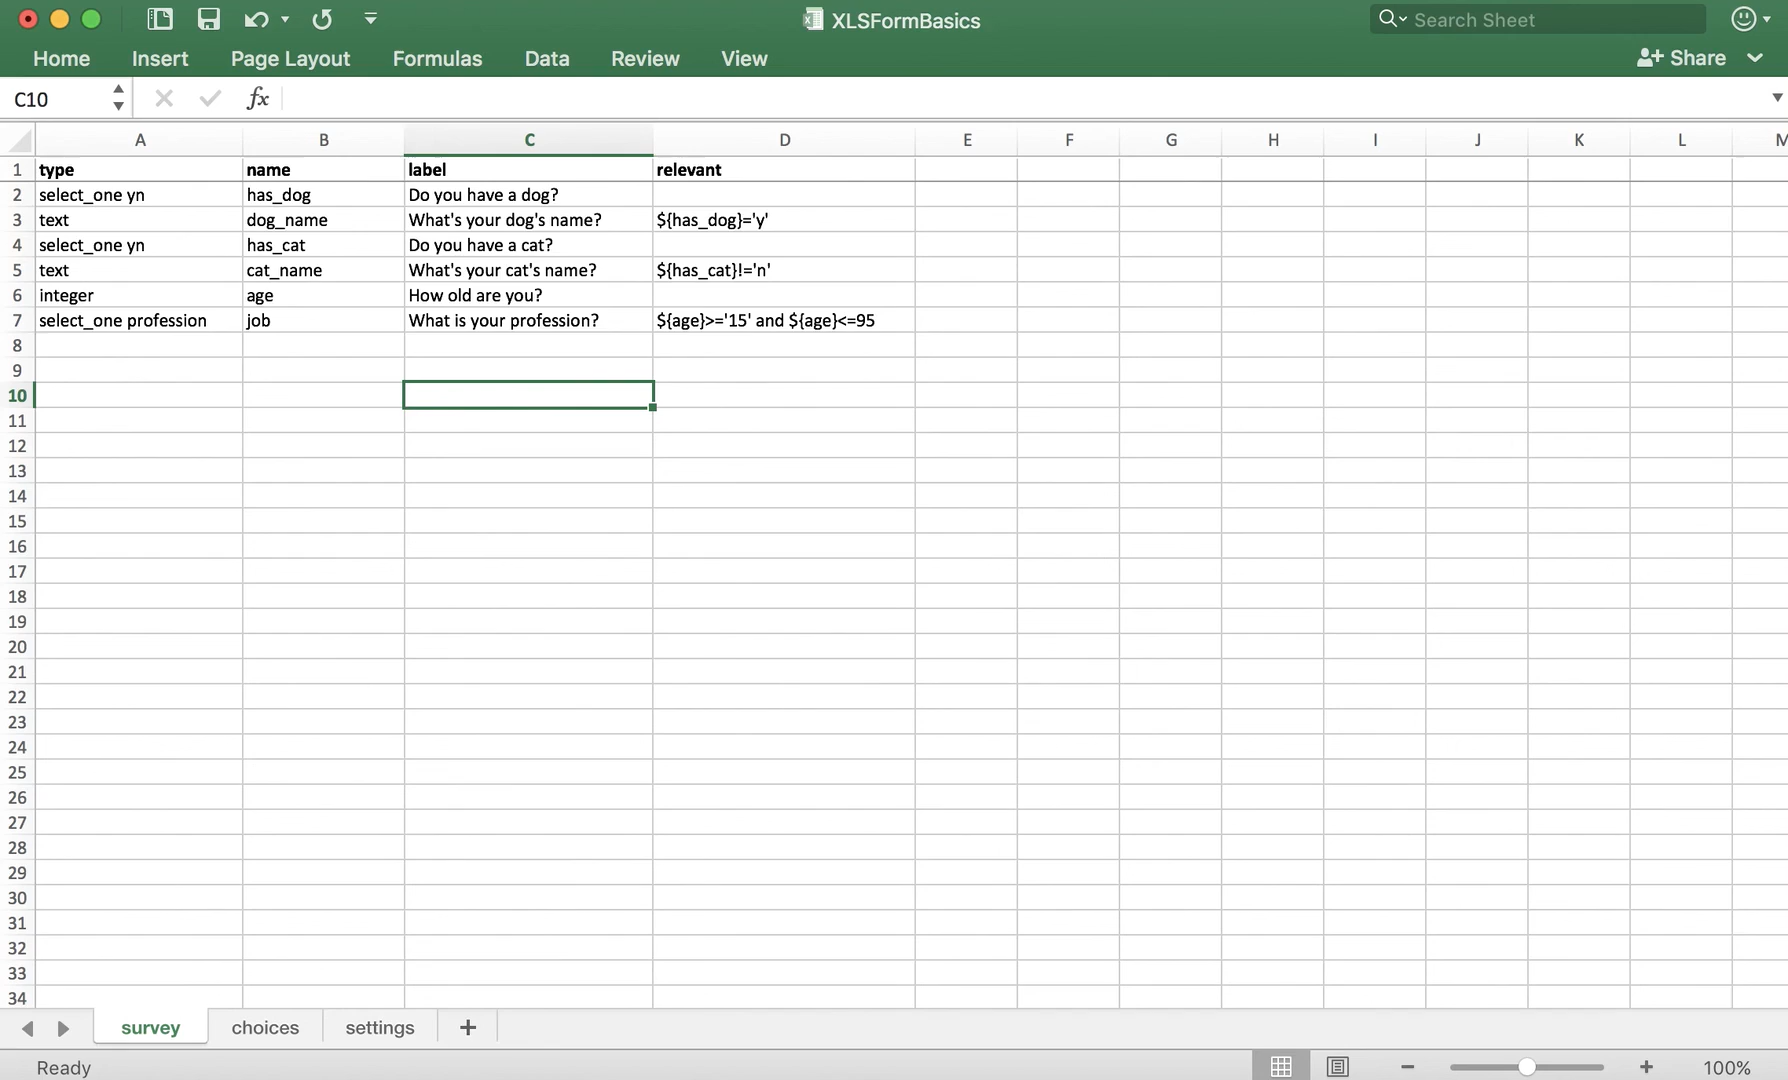 XLSFormBasics
Search Sheet
Home Insert Page Layout Formulas Data Review View Share
C10 fx
A B C D E F G H I J K L M
1 type name label relevant
2 select_one yn has_dog Do you have a dog?
3 text dog_name What's your dog's name? ${has_dog}='y'
4 select_one yn has_cat Do you have a cat?
5 text cat_name What's your cat's name? ${has_cat}!='n'
6 integer age How old are you?
7 select_one profession job What is your profession? ${age}>='15' and ${age}<=95
8
9
10
11
12
13
14
15
16
17
18
19
20
21
22
23
24
25
26
27
28
29
30
31
32
33
34
survey choices settings +
Ready 100%